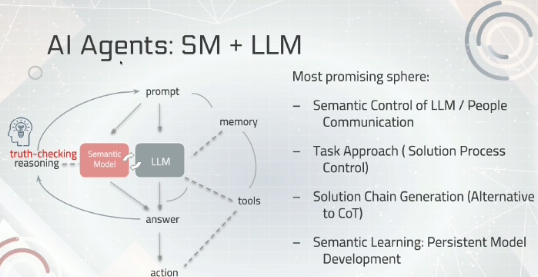 AI Agents: SM + LLM
prompt
memory
truth-checking
reasoning
Semantic
Model
LLM
tools
answer
action
Most promising sphere:
– Semantic Control of LLM / People
Communication
– Task Approach ( Solution Process
Control)
– Solution Chain Generation (Alternative
to CoT)
– Semantic Learning: Persistent Model
Development